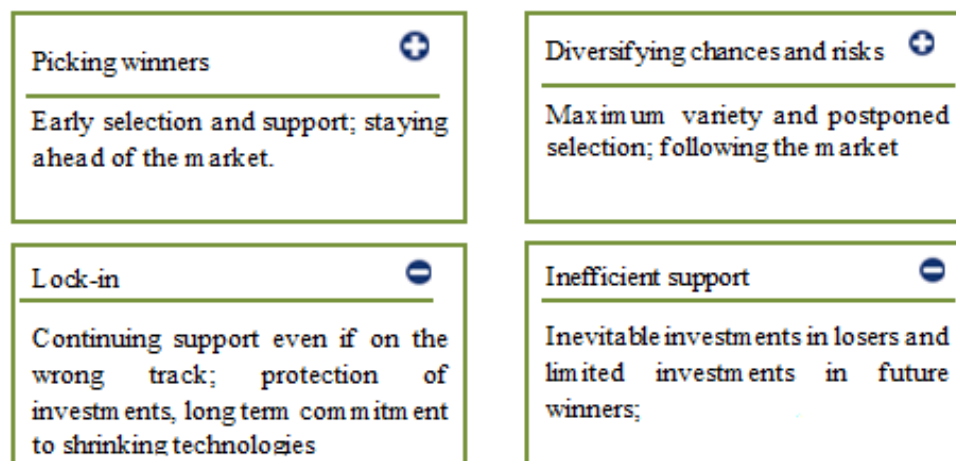 Picking winners
Early selection and support; staying
ahead of the market.
Diversifying chances and risks
Maximum variety and postponed
selection; following the market
Lock-in
Continuing support even if on the
wrong track; protection of
investments, long term commitment
to shrinking technologies
Inefficient support
Inevitable investments in losers and
limited investments in future
winners;